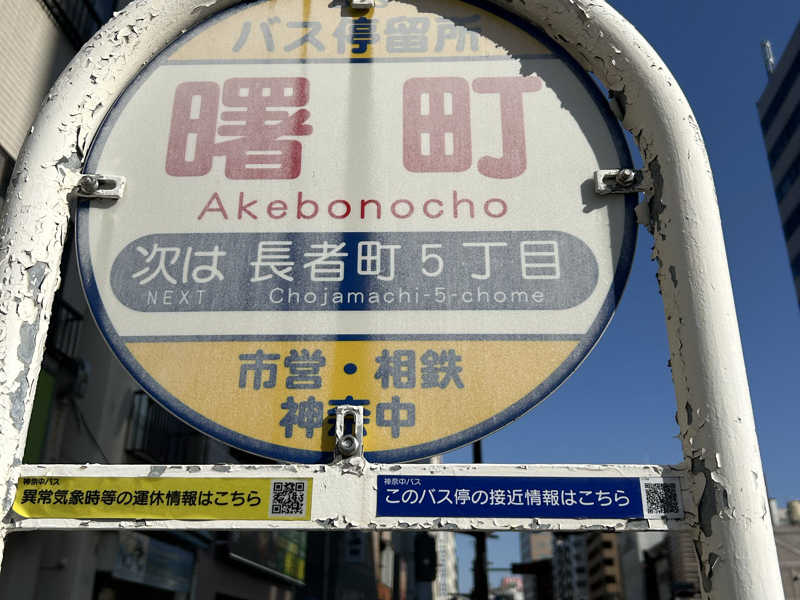 バス停留所
曙町
Akebonocho
次は 長者町5丁目
NEXT Chojamachi-5-chome
市営・相鉄
神奈中
神奈中バス
異常気象時等の運休情報はこちら
神奈中バス
このバス停の接近情報はこちら